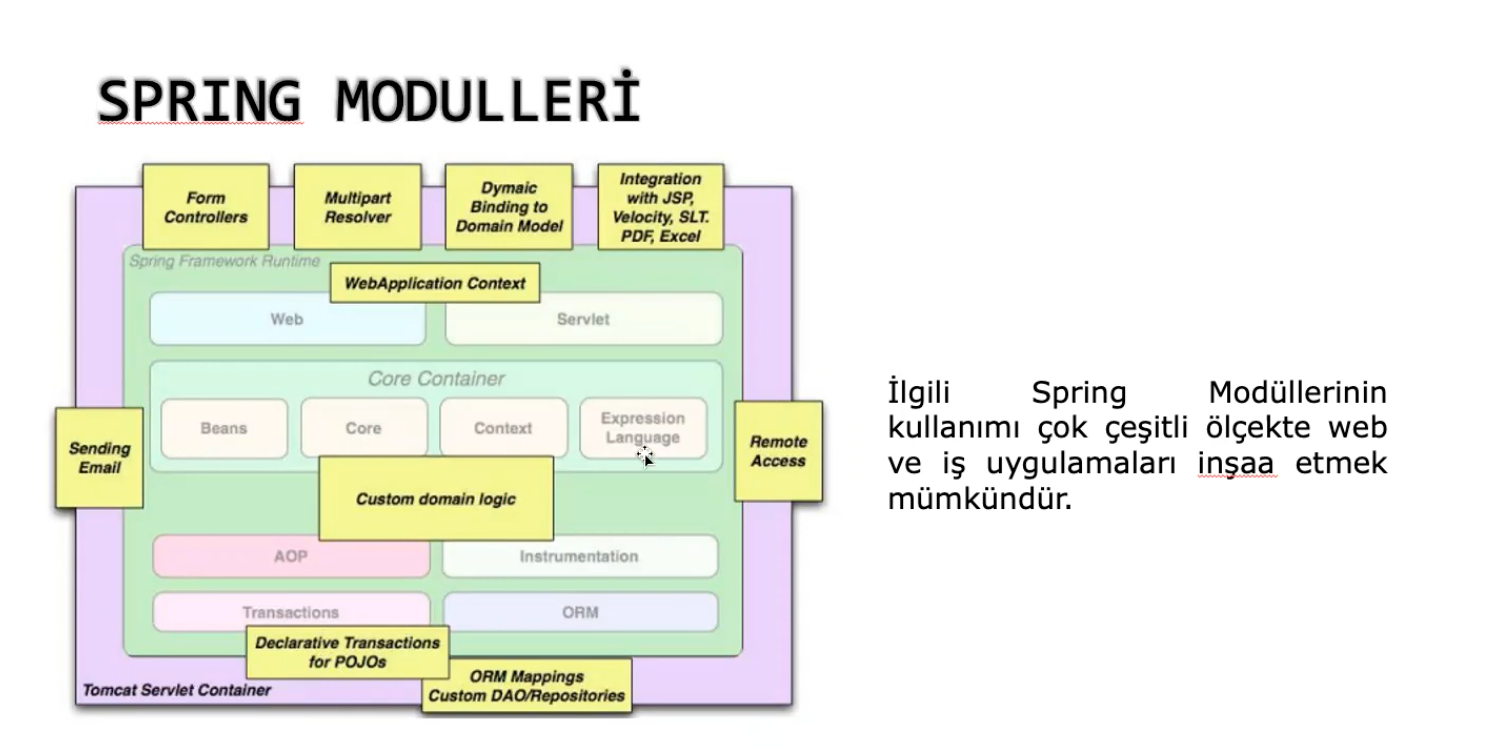 SPRING MODULLERİ
Form
Controllers
Multipart
Resolver
Dymaic
Binding to
Domain Model
Integration
with JSP,
Velocity, SLT.
PDF, Excel
Spring Framework Runtime
WebApplication Context
Web
Servlet
Core Container
Beans
Core
Context
Expression
Language
Sending
Email
Remote
Access
Custom domain logic
AOP
Instrumentation
Transactions
ORM
Declarative Transactions
for POJOs
ORM Mappings
Custom DAO/Repositories
Tomcat Servlet Container
İlgili Spring Modüllerinin
kullanımı çok çeşitli ölçekte web
ve iş uygulamaları inşaa etmek
mümkündür.